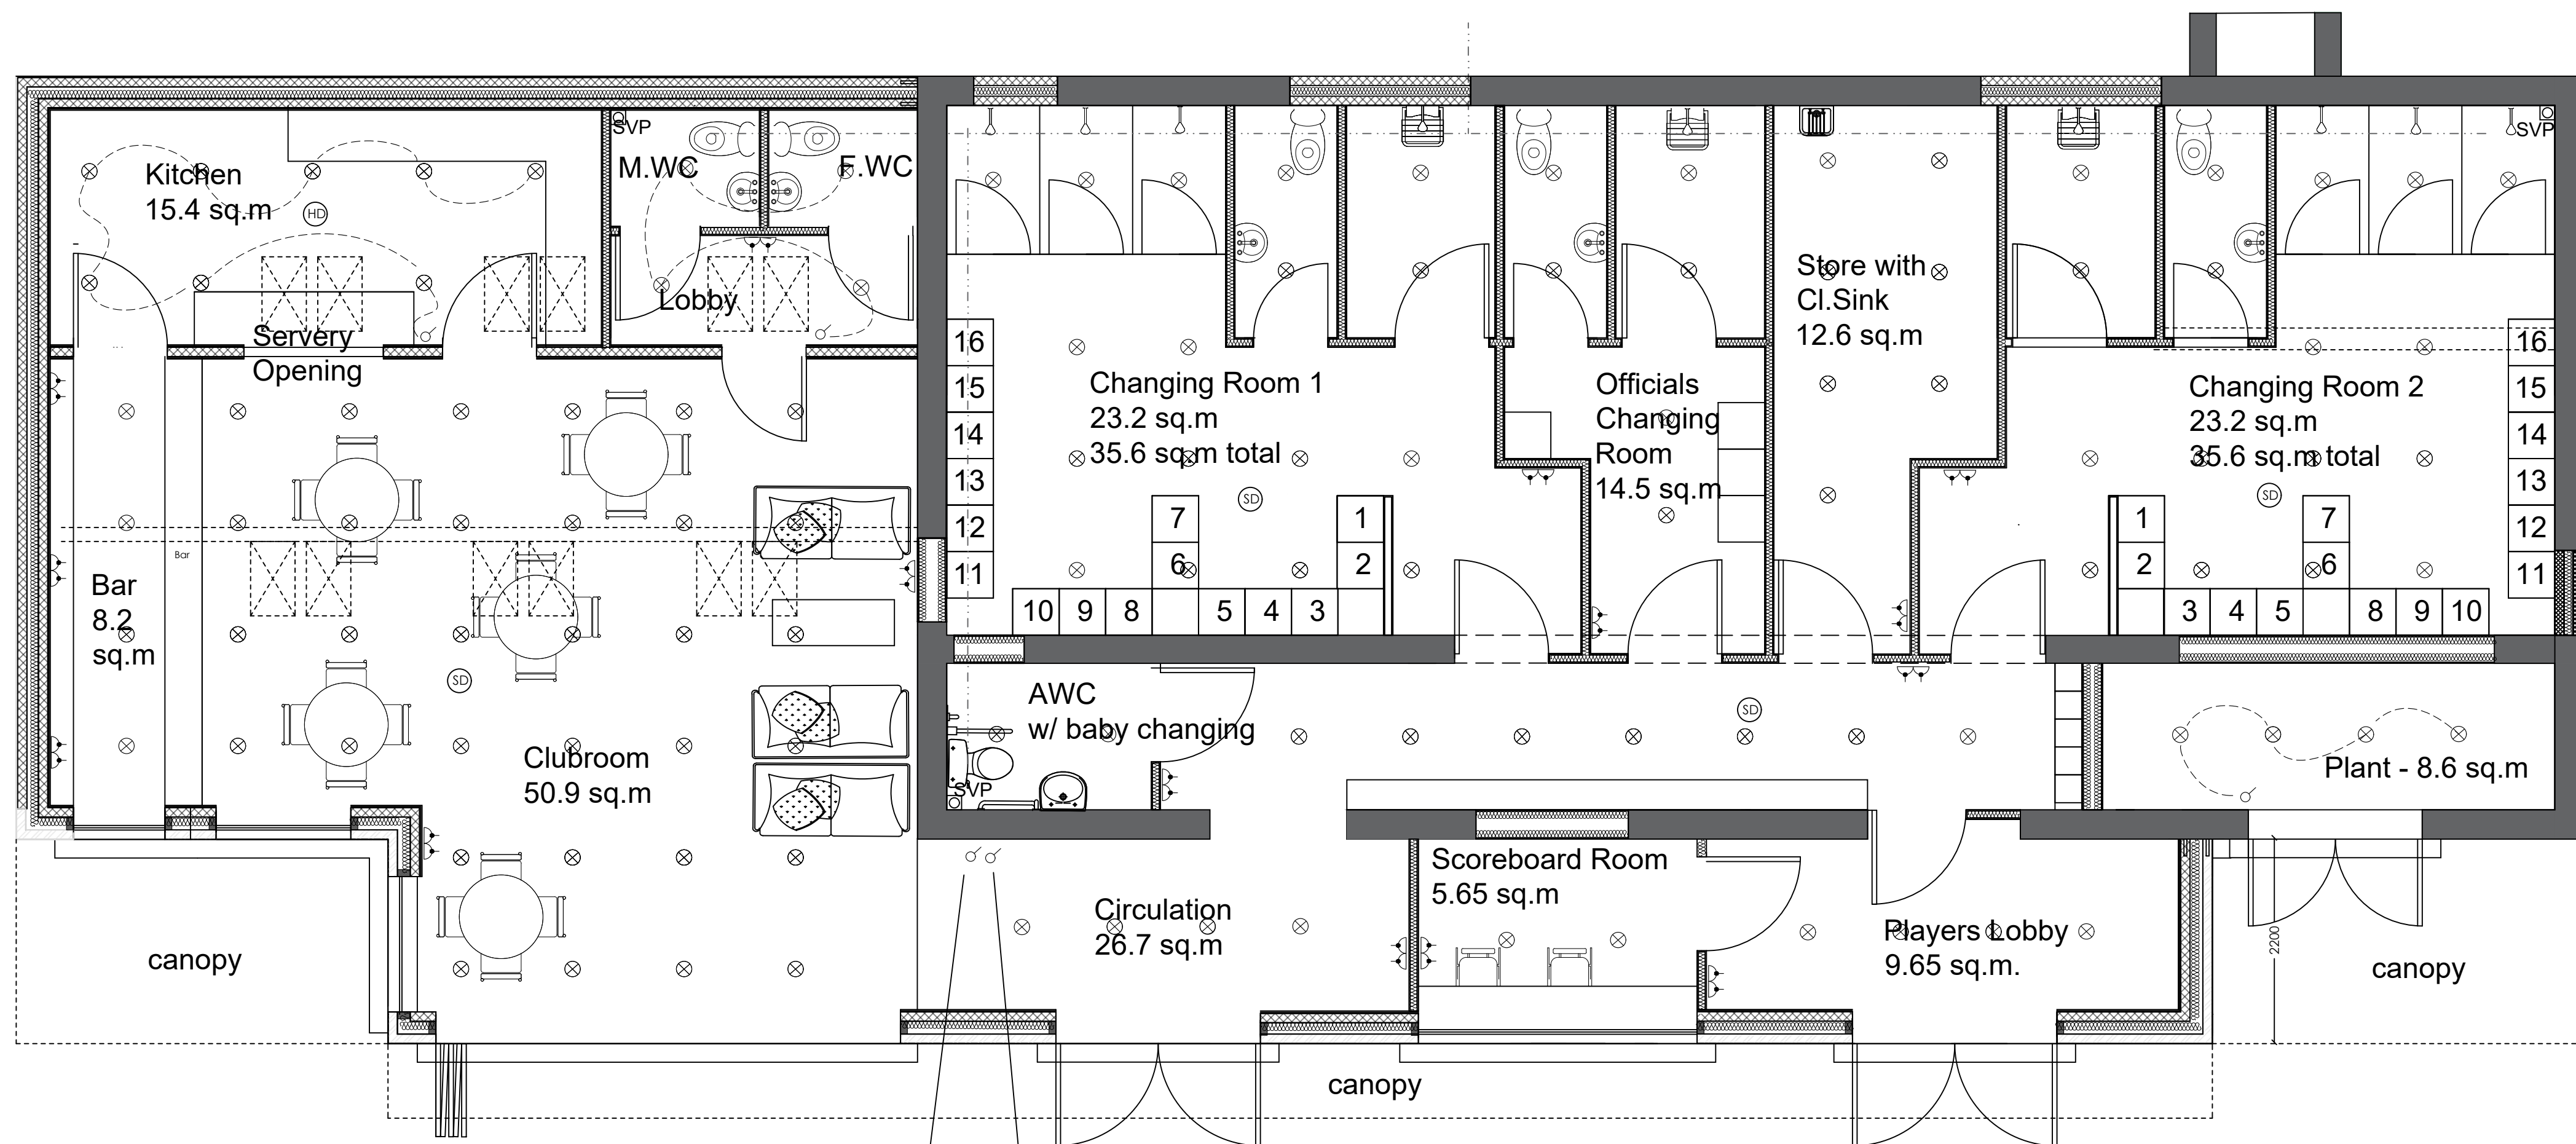 Kitchen
15.4 sq.m
HD
SVP
M.WC
F.WC
Lobby
Servery
Opening
Bar
Bar
8.2
sq.m
SD
Clubroom
50.9 sq.m
canopy
16
15
14
13
12
11
Changing Room 1
23.2 sq.m
35.6 sq.m total
SD
7
6
1
2
10 9 8 5 4 3
Officials
Changing
Room
14.5 sq.m
Store with
Cl.Sink
12.6 sq.m
SVP
Changing Room 2
23.2 sq.m
35.6 sq.m total
SD
16
15
14
13
12
11
1
2
7
6
3 4 5 8 9 10
AWC
w/ baby changing
SVP
SD
Plant - 8.6 sq.m
Circulation
26.7 sq.m
Scoreboard Room
5.65 sq.m
Players Lobby
9.65 sq.m.
2200
canopy
canopy